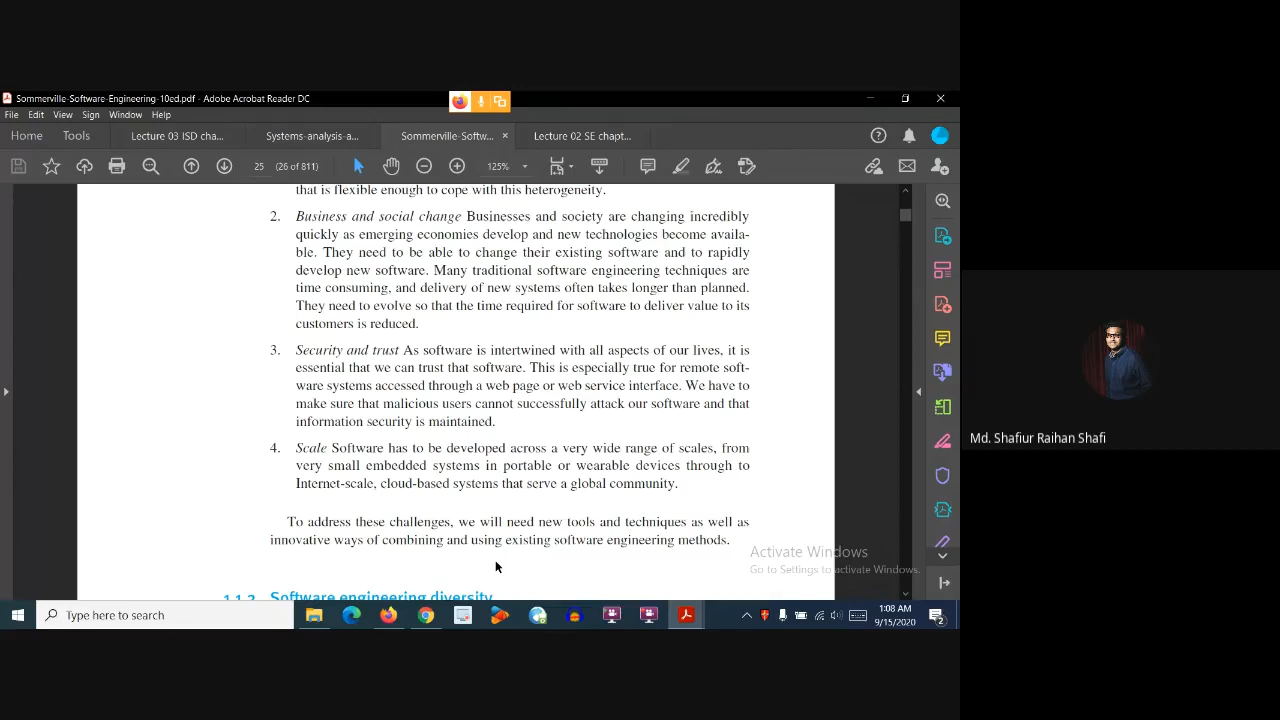 Sommerville-Software-Engineering-10ed.pdf - Adobe Acrobat Reader DC
File Edit View Sign Window Help
Home Tools Lecture 03 ISD cha... Systems-analysis-a... Sommerville-Softw... × Lecture 02 SE chapt...
25 (26 of 811) 125%
that is flexible enough to cope with this heterogeneity.
2. Business and social change Businesses and society are changing incredibly
quickly as emerging economies develop and new technologies become availa-
ble. They need to be able to change their existing software and to rapidly
develop new software. Many traditional software engineering techniques are
time consuming, and delivery of new systems often takes longer than planned.
They need to evolve so that the time required for software to deliver value to its
customers is reduced.
3. Security and trust As software is intertwined with all aspects of our lives, it is
essential that we can trust that software. This is especially true for remote soft-
ware systems accessed through a web page or web service interface. We have to
make sure that malicious users cannot successfully attack our software and that
information security is maintained.
4. Scale Software has to be developed across a very wide range of scales, from
very small embedded systems in portable or wearable devices through to
Internet-scale, cloud-based systems that serve a global community.
To address these challenges, we will need new tools and techniques as well as
innovative ways of combining and using existing software engineering methods.
1.1.2 Software engineering diversity
Activate Windows
Go to Settings to activate Windows.
Type here to search
1:08 AM
9/15/2020
2
Md. Shafiur Raihan Shafi